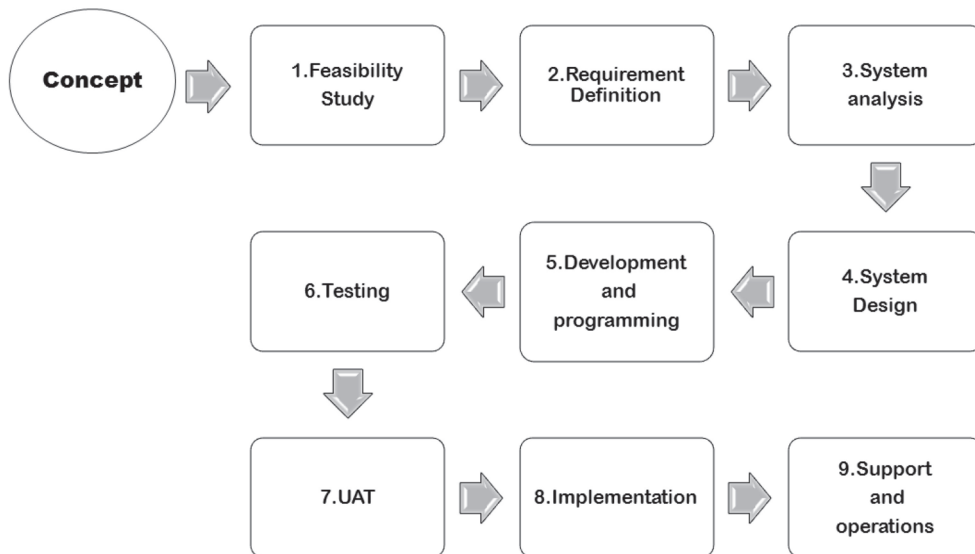 Concept
1.Feasibility
Study
2.Requirement
Definition
3.System
analysis
4.System
Design
5.Development
and
programming
6.Testing
7.UAT
8.Implementation
9.Support
and
operations